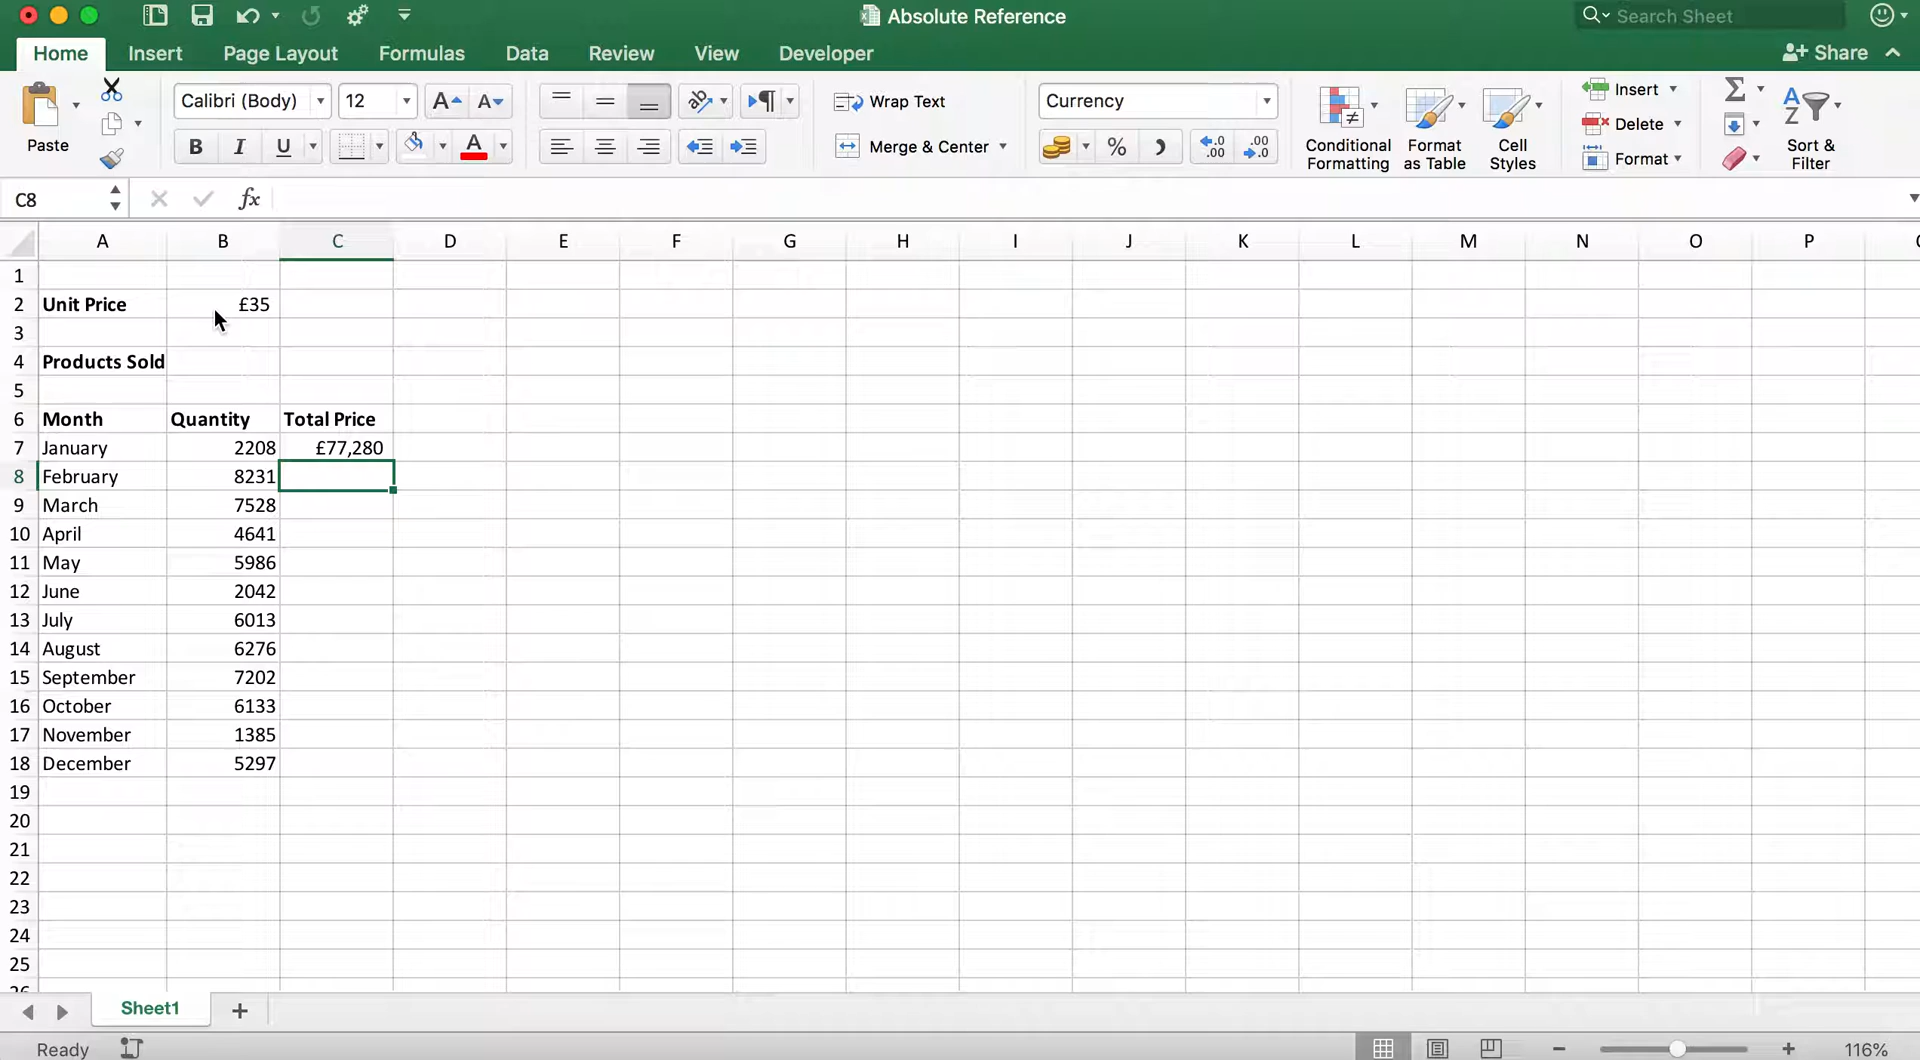 Absolute Reference
Search Sheet
Home Insert Page Layout Formulas Data Review View Developer
Share
Paste
Calibri (Body) 12 A A
B I U A
Wrap Text
Merge & Center
Currency
% .0 .00 .00 .0
Conditional Formatting
Format as Table
Cell Styles
Insert
Delete
Format
Sort & Filter
C8 fx
A B C D E F G H I J K L M N O P
1
2 Unit Price £35
3
4 Products Sold
5
6 Month Quantity Total Price
7 January 2208 £77,280
8 February 8231
9 March 7528
10 April 4641
11 May 5986
12 June 2042
13 July 6013
14 August 6276
15 September 7202
16 October 6133
17 November 1385
18 December 5297
19
20
21
22
23
24
25
Sheet1
Ready 116%